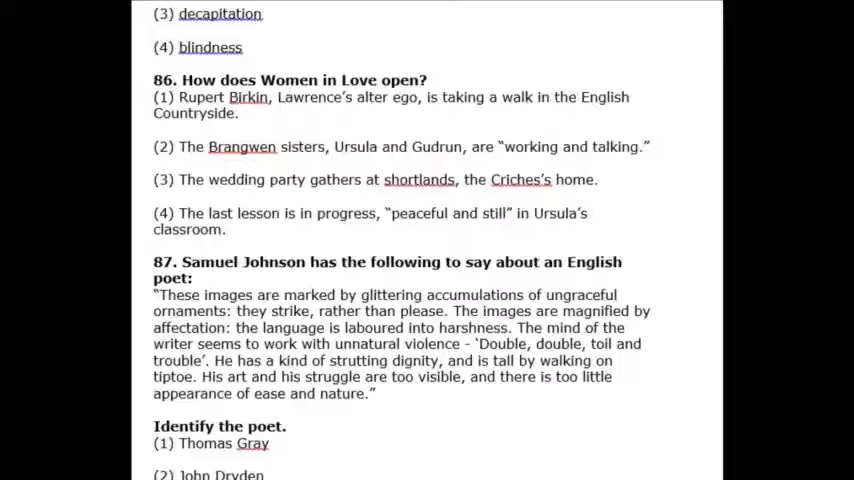 (3) decapitation
(4) blindness
86. How does Women in Love open?
(1) Rupert Birkin, Lawrence's alter ego, is taking a walk in the English
Countryside.
(2) The Brangwen sisters, Ursula and Gudrun, are “working and talking.”
(3) The wedding party gathers at shortlands, the Criches's home.
(4) The last lesson is in progress, “peaceful and still” in Ursula's
classroom.
87. Samuel Johnson has the following to say about an English
poet:
“These images are marked by glittering accumulations of ungraceful
ornaments: they strike, rather than please. The images are magnified by
affectation: the language is laboured into harshness. The mind of the
writer seems to work with unnatural violence - ‘Double, double, toil and
trouble’. He has a kind of strutting dignity, and is tall by walking on
tiptoe. His art and his struggle are too visible, and there is too little
appearance of ease and nature.”
Identify the poet.
(1) Thomas Gray
(2) John Dryden